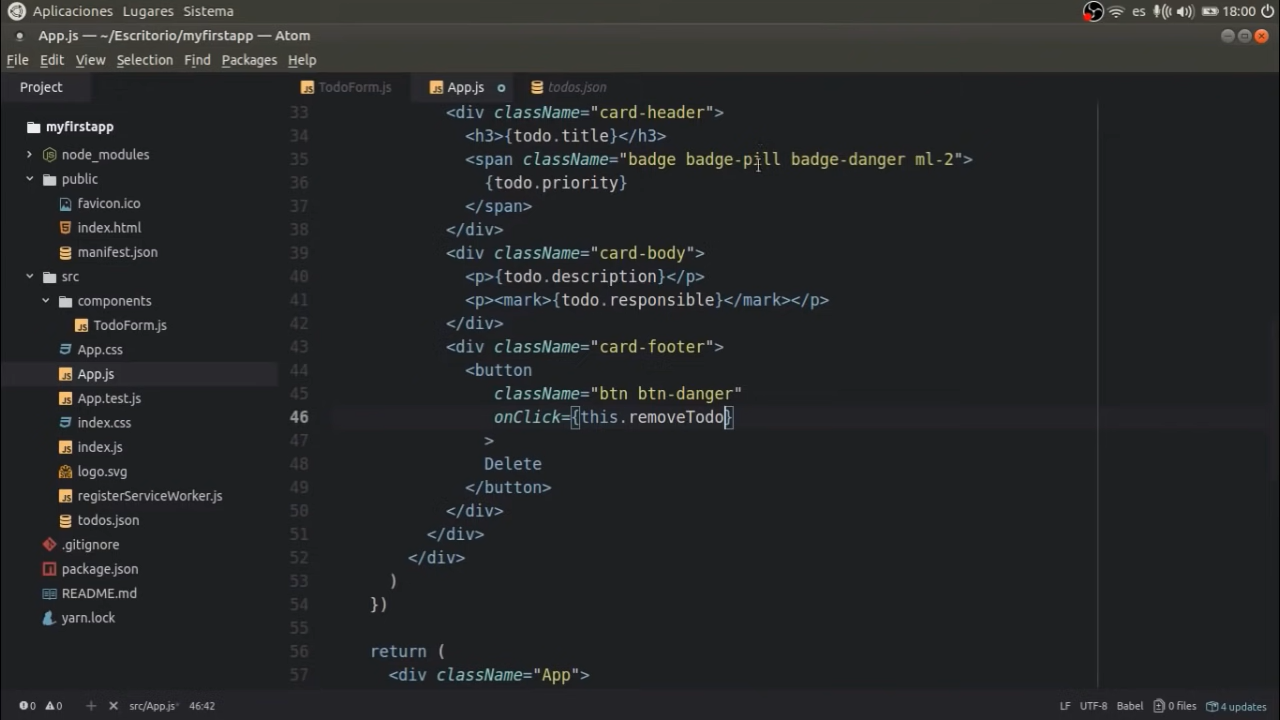 Aplicaciones Lugares Sistema es 18:00
App.js — ~/Escritorio/myfirstapp — Atom
File Edit View Selection Find Packages Help
Project TodoForm.js App.js todos.json
myfirstapp
node_modules
public
favicon.ico
index.html
manifest.json
src
components
TodoForm.js
App.css
App.js
App.test.js
index.css
index.js
logo.svg
registerServiceWorker.js
todos.json
.gitignore
package.json
README.md
yarn.lock
33 <div className="card-header">
34 <h3>{todo.title}</h3>
35 <span className="badge badge-pill badge-danger ml-2">
36 {todo.priority}
37 </span>
38 </div>
39 <div className="card-body">
40 <p>{todo.description}</p>
41 <p><mark>{todo.responsible}</mark></p>
42 </div>
43 <div className="card-footer">
44 <button
45 className="btn btn-danger"
46 onClick={this.removeTodo}
47 >
48 Delete
49 </button>
50 </div>
51 </div>
52 </div>
53 )
54 })
55
56 return (
57 <div className="App">
0 0 + src/App.js 46:42 LF UTF-8 Babel 0 files 4 updates